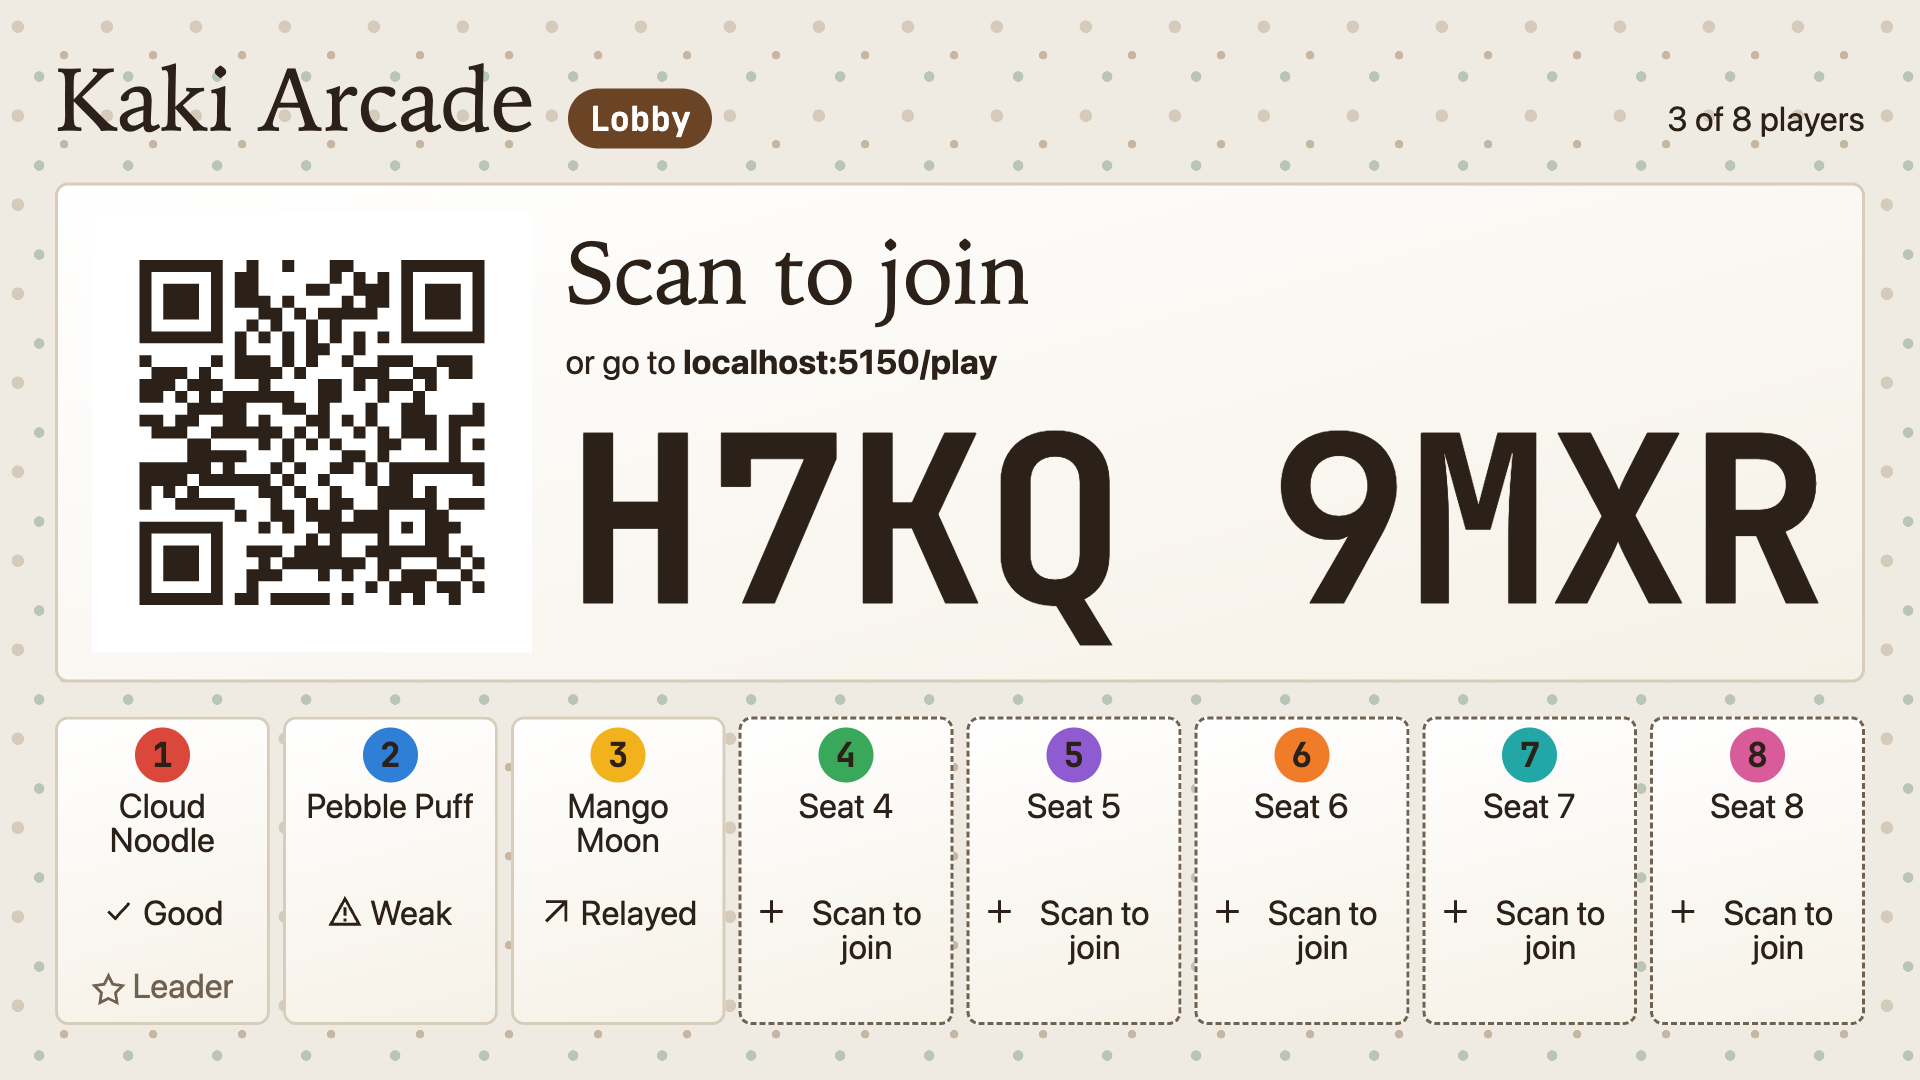 Kaki Arcade
Lobby
3 of 8 players
Scan to join
or go to localhost:5150/play
H7KQ 9MXR
1
Cloud
Noodle
Good
Leader
2
Pebble Puff
Weak
3
Mango
Moon
Relayed
4
Seat 4
+ Scan to
join
5
Seat 5
+ Scan to
join
6
Seat 6
+ Scan to
join
7
Seat 7
+ Scan to
join
8
Seat 8
+ Scan to
join